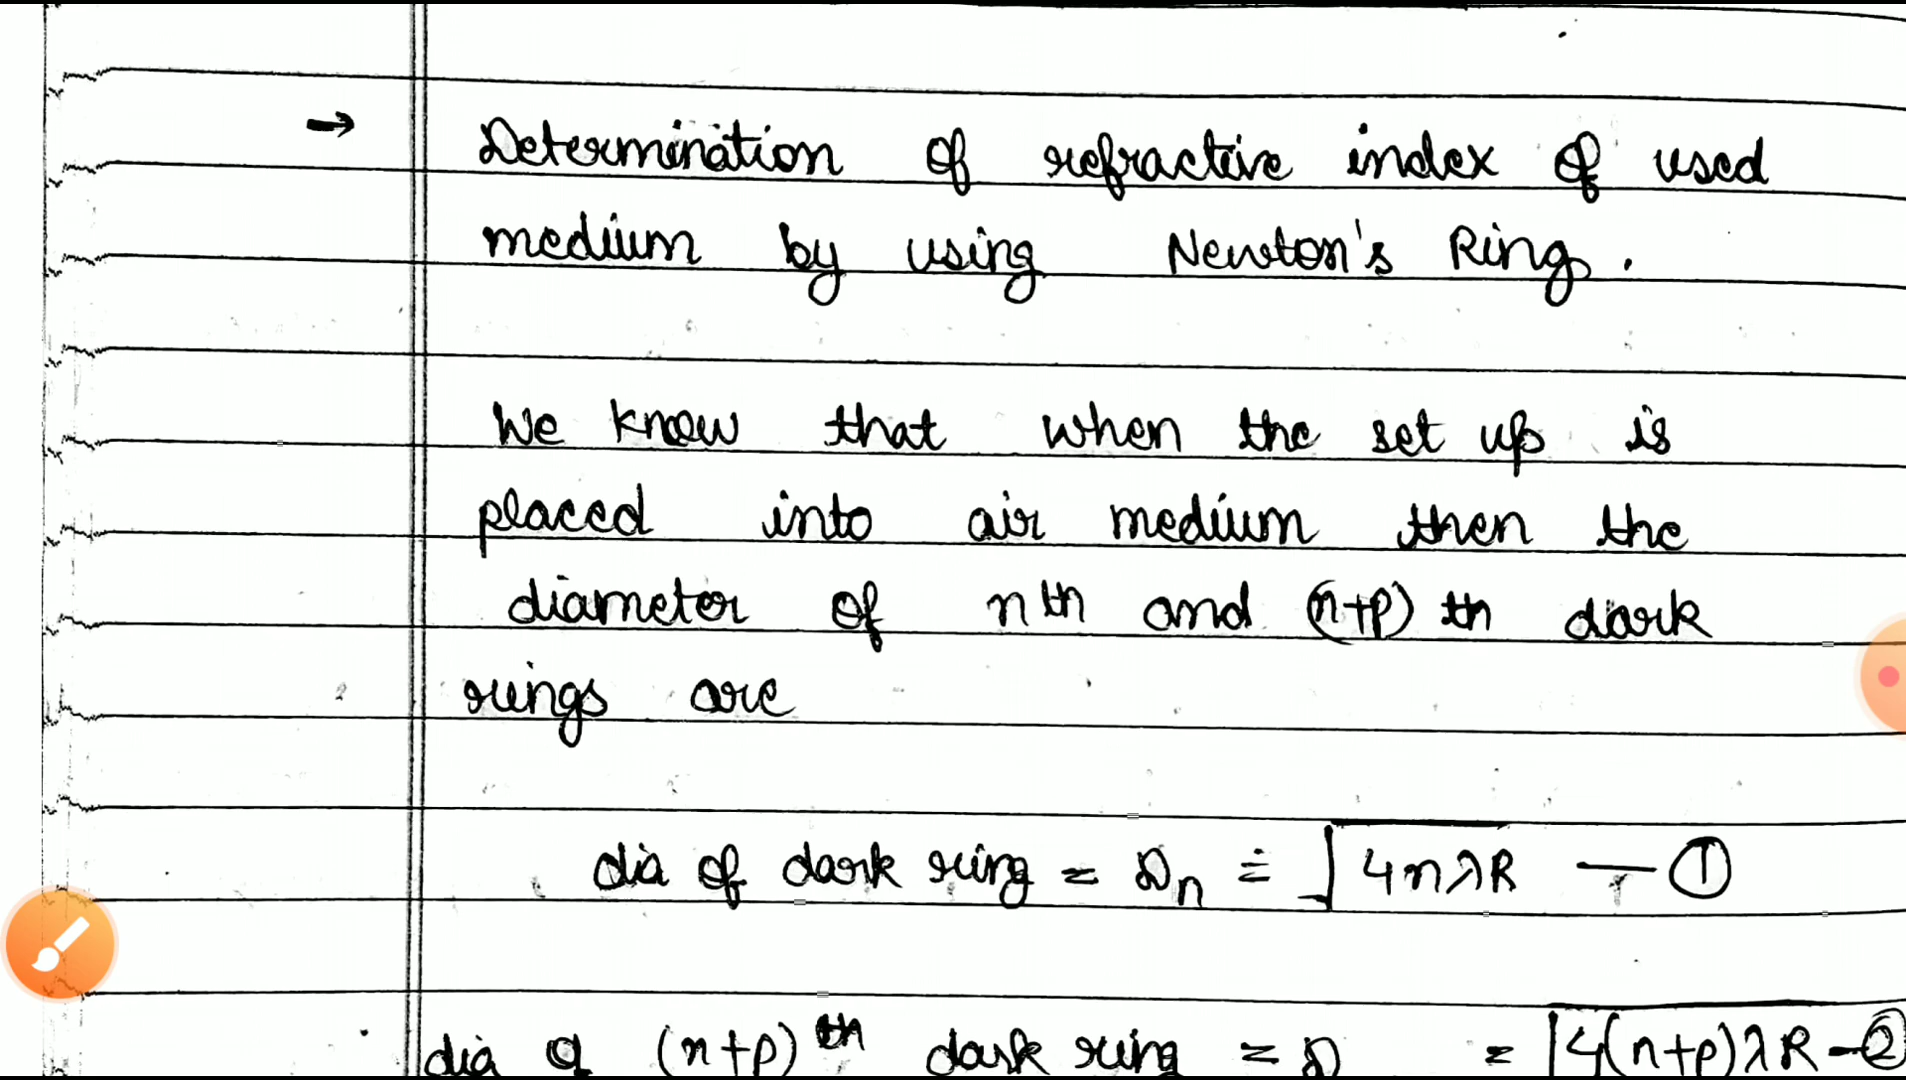 → Determination of refractive index of used
medium by using Newton's Ring.
We know that when the set up is
placed into air medium then the
diameter of nth and (n+p) th dark
rings are
dia of dark ring = Dn = √4nλR — ①
dia of (n+p)th dark ring = D = √4(n+p)λR - ②